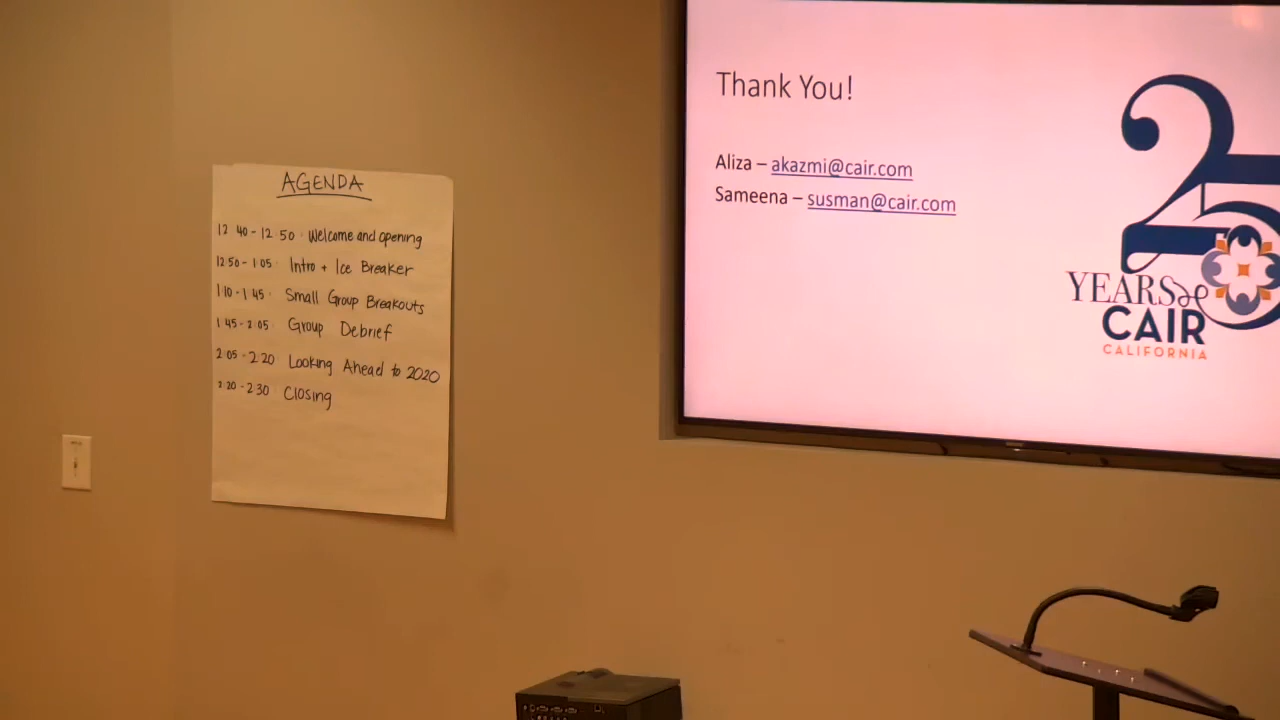 AGENDA
12 40 - 12 50 : Welcome and opening
12 50 - 1 05 : Intro + Ice Breaker
1 10 - 1 45 : Small Group Breakouts
1 45 - 2 05 : Group Debrief
2 05 - 2 20 : Looking Ahead to 2020
2 20 - 2 30 : Closing
Thank You!
Aliza – akazmi@cair.com
Sameena – susman@cair.com
25
YEARS of
CAIR
CALIFORNIA